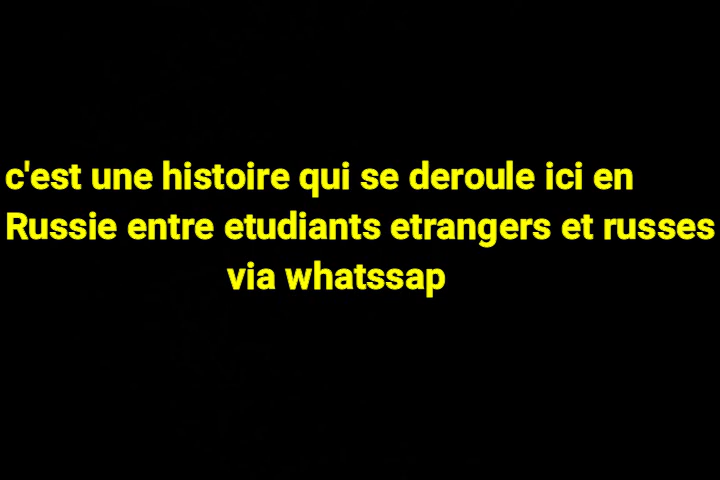 c'est une histoire qui se deroule ici en
Russie entre etudiants etrangers et russes
via whatssap